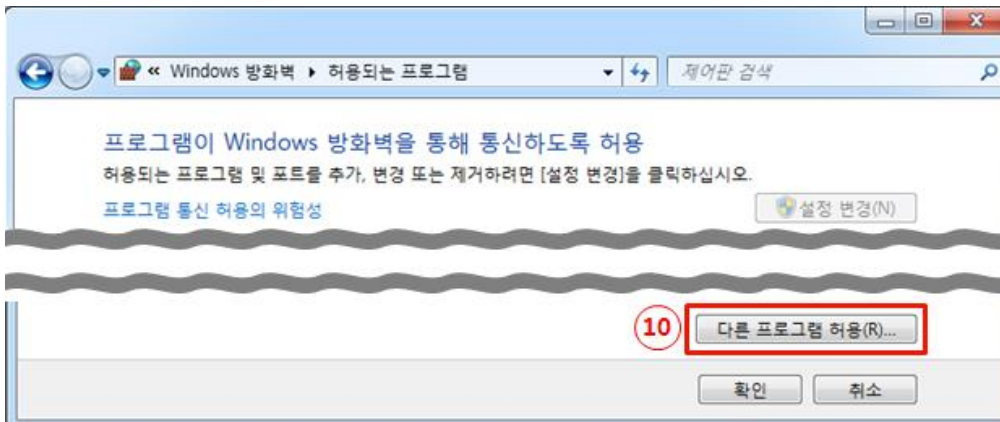 « Windows 방화벽 ▸ 허용되는 프로그램
제어판 검색
프로그램이 Windows 방화벽을 통해 통신하도록 허용
허용되는 프로그램 및 포트를 추가, 변경 또는 제거하려면 [설정 변경]을 클릭하십시오.
프로그램 통신 허용의 위험성
설정 변경(N)
10
다른 프로그램 허용(R)...
확인
취소